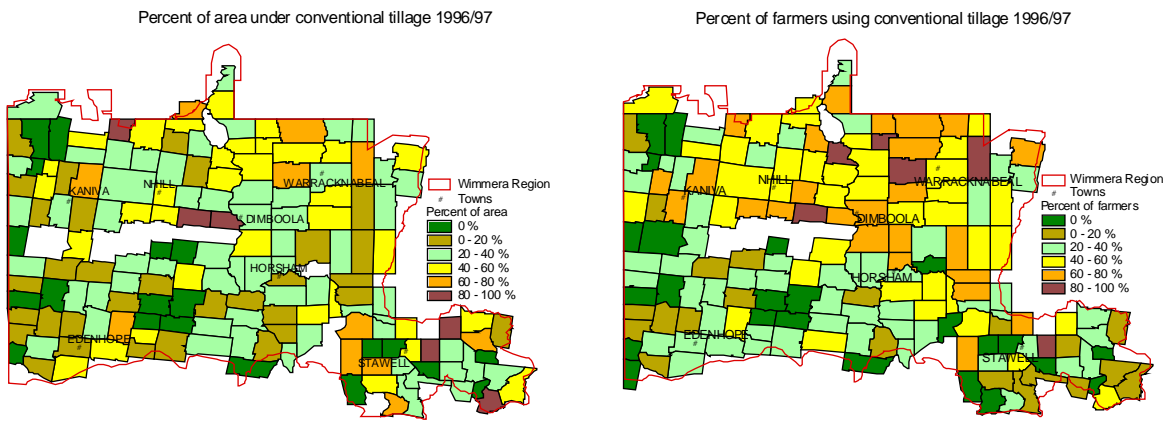 Percent of area under conventional tillage 1996/97
KANIVA
NHILL
WARRACKNABEAL
DIMBOOLA
HORSHAM
EDENHOPE
STAWELL
Wimmera Region
# Towns
Percent of area
0 %
0 - 20 %
20 - 40 %
40 - 60 %
60 - 80 %
80 - 100 %
Percent of farmers using conventional tillage 1996/97
KANIVA
NHILL
WARRACKNABEAL
DIMBOOLA
HORSHAM
EDENHOPE
STAWELL
Wimmera Region
# Towns
Percent of farmers
0 %
0 - 20 %
20 - 40 %
40 - 60 %
60 - 80 %
80 - 100 %